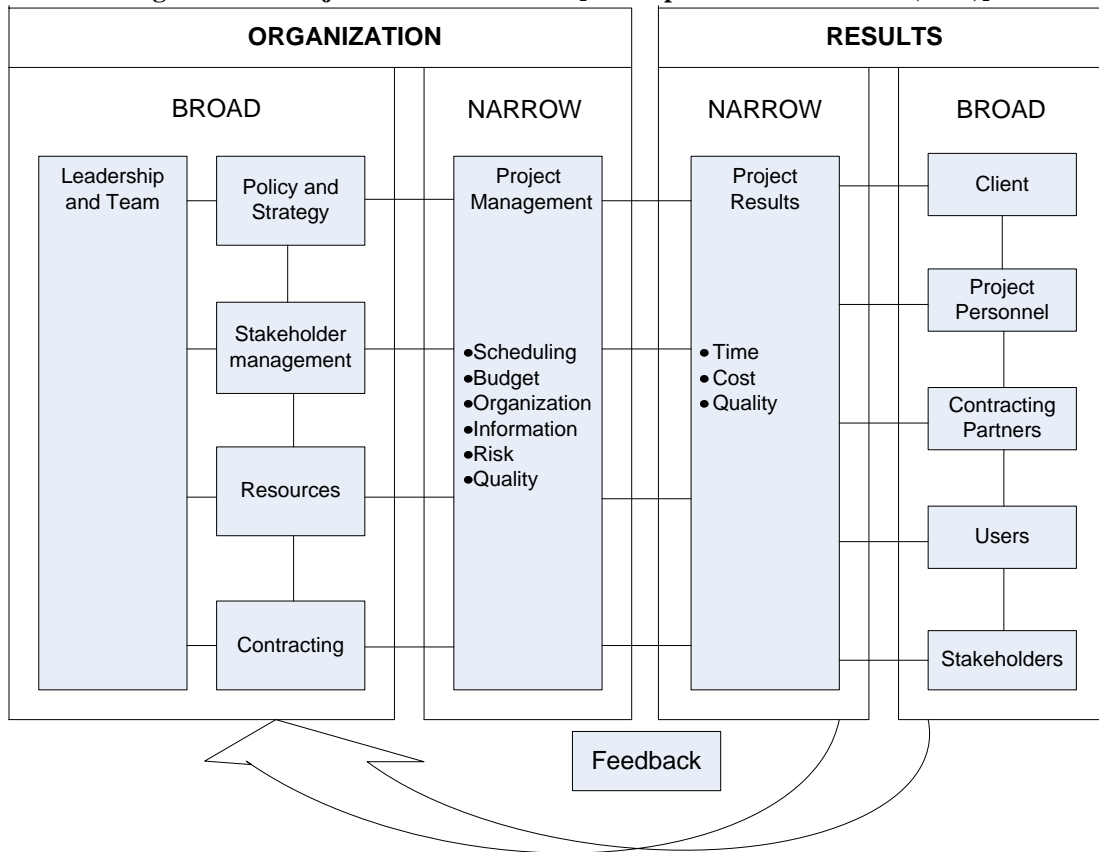 ORGANIZATION
RESULTS
BROAD
NARROW
NARROW
BROAD
Leadership
and Team
Policy and
Strategy
Stakeholder
management
Resources
Contracting
Project
Management
•Scheduling
•Budget
•Organization
•Information
•Risk
•Quality
Project
Results
• Time
• Cost
• Quality
Client
Project
Personnel
Contracting
Partners
Users
Stakeholders
Feedback